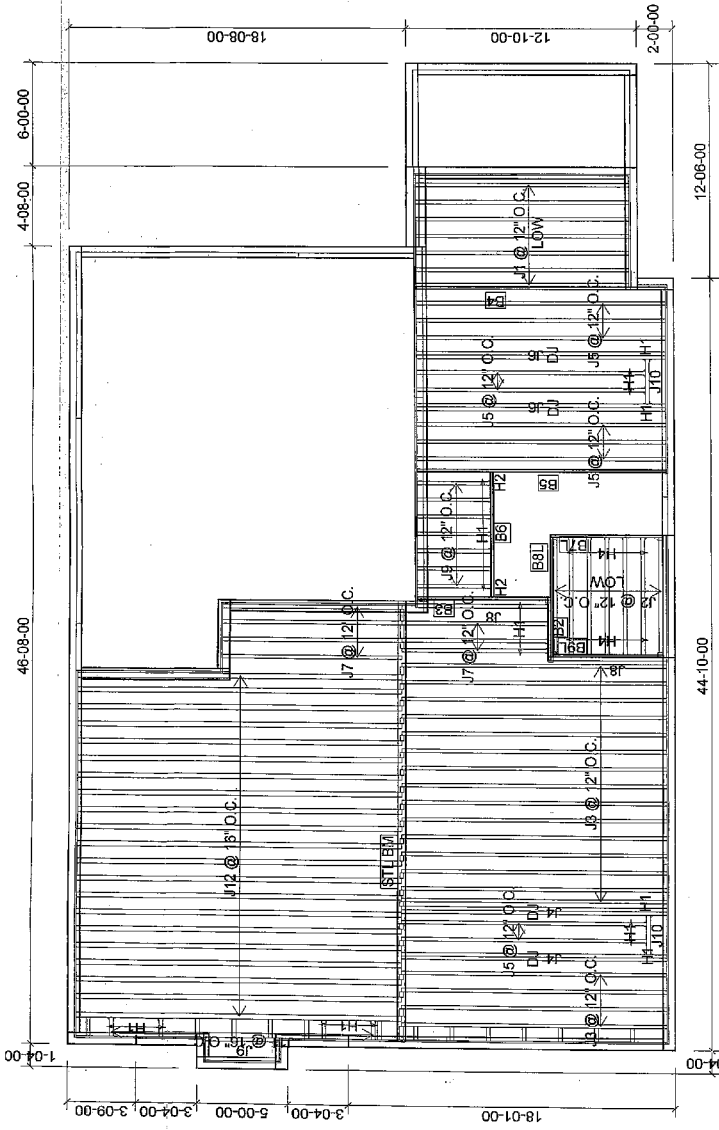 18-08-00
12-10-00
2-00-00
6-00-00
4-08-00
12-06-00
46-08-00
44-10-00
J1 @ 12" O.C.
LOW
B4
J5 @ 12" O.C.
J5 @ 12" O.C.
J6
DJ
J6
DJ
H1
H1
J10
H1
J5 @ 12" O.C.
H2
B5
J9 @ 12" O.C.
H1
B6
H2
B8L
B7L
H4
J2 @ 12" O.C.
LOW
B2
H4
B9L
B3
J8
H1
J7 @ 12" O.C.
J7 @ 12" O.C.
J8
J12 @ 16" O.C.
STL BM
J3 @ 12" O.C.
J5 @ 12" O.C.
J4
DJ
J4
DJ
H1
H1
J10
H1
J3 @ 12" O.C.
H1
H1
J9 @ 16" O.C.
1-04-00
3-09-00
3-04-00
5-00-00
3-04-00
18-01-00